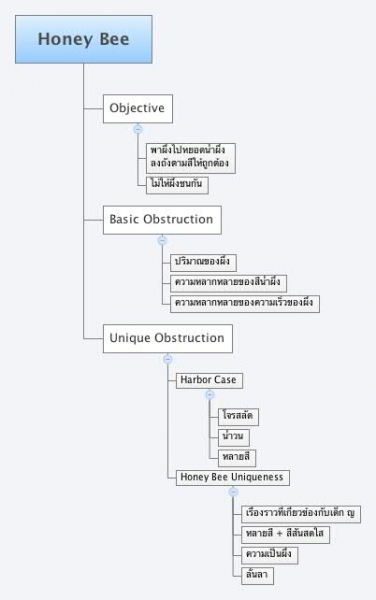 Honey Bee
Objective
พาผึ้งไปหยอดน้ำผึ้ง
ลงถังตามสีให้ถูกต้อง
ไม่ให้ผึ้งชนกัน
Basic Obstruction
ปริมาณของผึ้ง
ความหลากหลายของสีน้ำผึ้ง
ความหลากหลายของความเร็วของผึ้ง
Unique Obstruction
Harbor Case
โจรสลัด
น้ำวน
หลายสี
Honey Bee Uniqueness
เรื่องราวที่เกี่ยวข้องกับเด็ก ญ
หลายสี + สีสันสดใส
ความเป็นผึ้ง
ลันลา